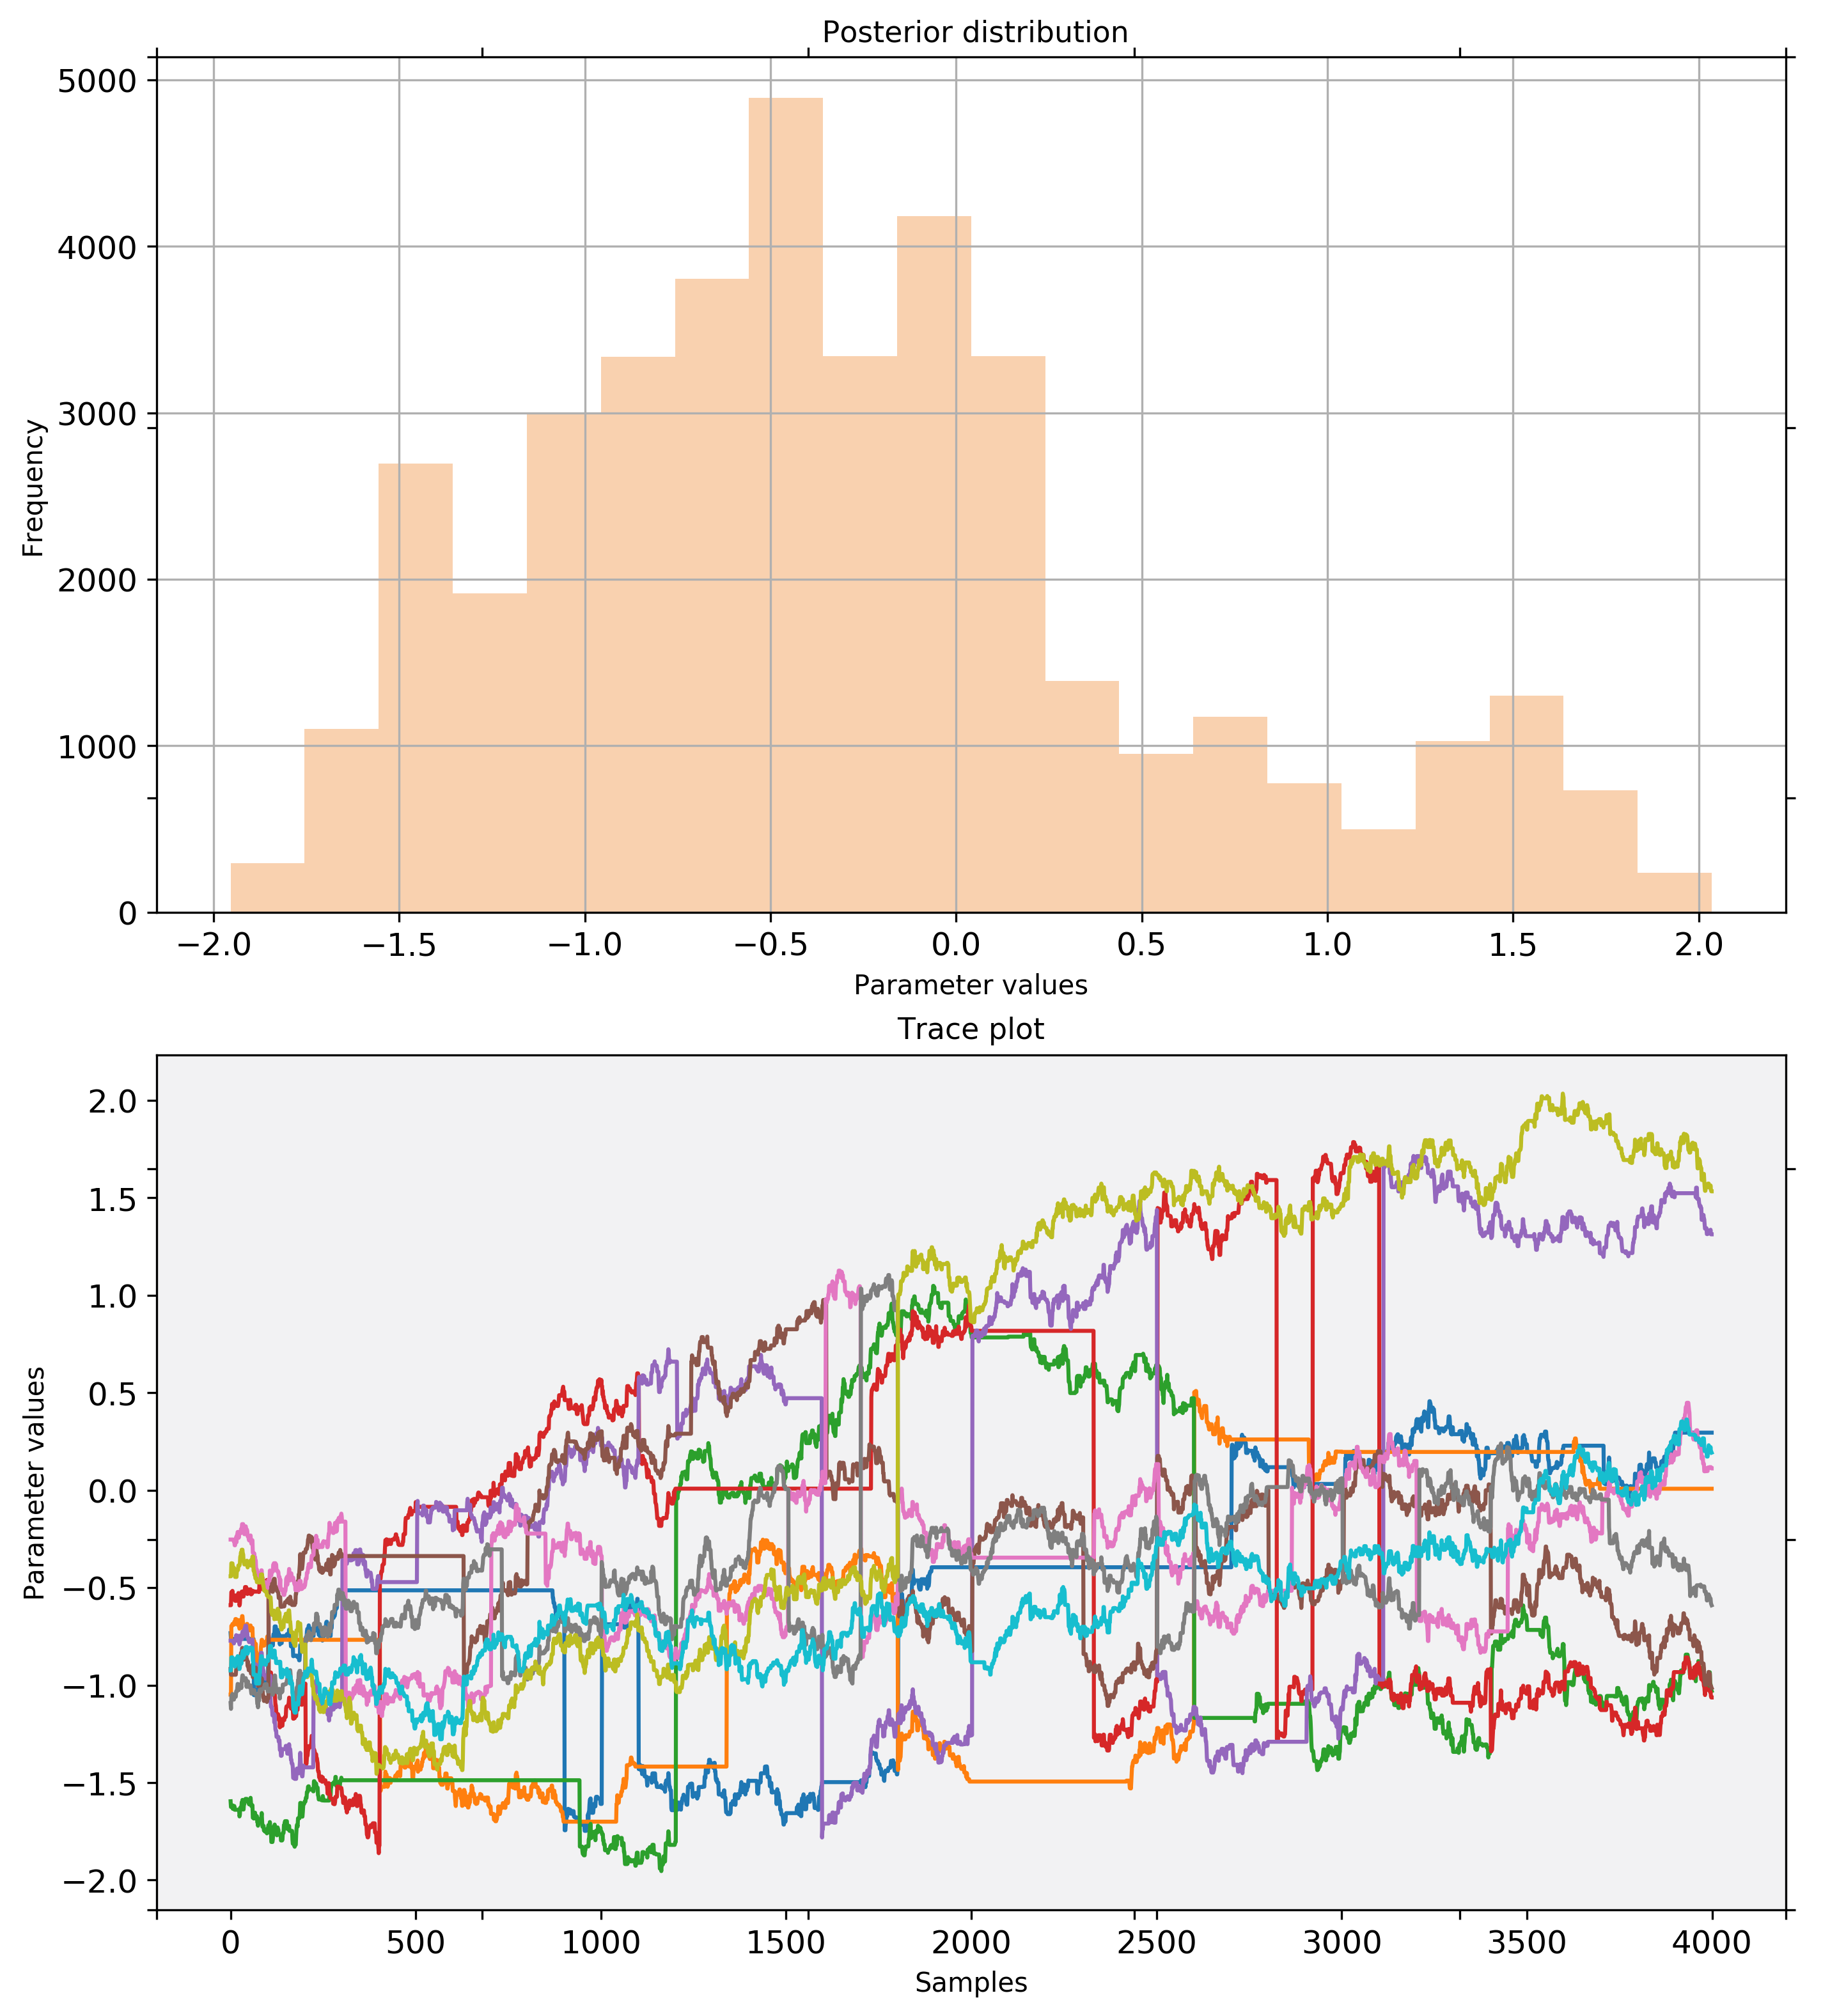 Posterior distribution
5000
4000
3000
2000
1000
0
Frequency
−2.0 −1.5 −1.0 −0.5 0.0 0.5 1.0 1.5 2.0
Parameter values
Trace plot
2.0
1.5
1.0
0.5
0.0
−0.5
−1.0
−1.5
−2.0
Parameter values
0 500 1000 1500 2000 2500 3000 3500 4000
Samples